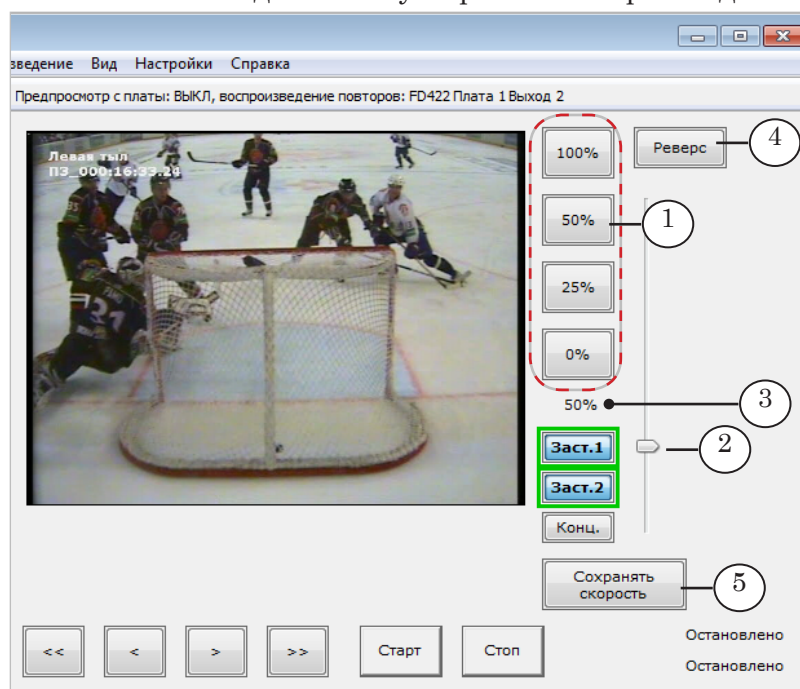 зведение Вид Настройки Справка
Предпросмотр с платы: ВЫКЛ, воспроизведение повторов: FD422 Плата 1 Выход 2
Левая тыл
ПЗ_000:16:33.24
100%
Реверс
4
50%
1
25%
0%
50%
3
Заст.1
2
Заст.2
Конц.
Сохранять
скорость
5
<<
<
>
>>
Старт
Стоп
Остановлено
Остановлено